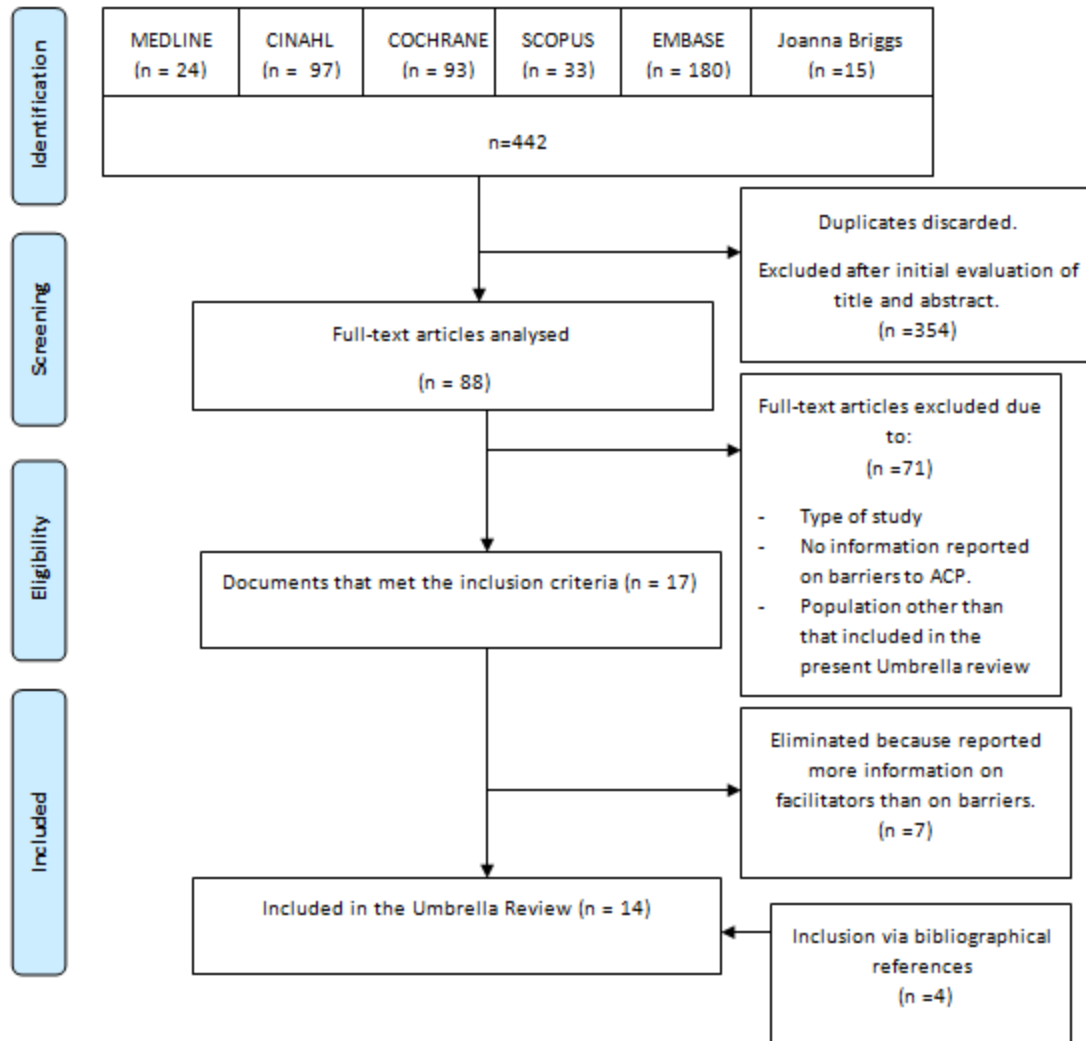 Identification
MEDLINE
(n = 24)
CINAHL
(n = 97)
COCHRANE
(n = 93)
SCOPUS
(n = 33)
EMBASE
(n = 180)
Joanna Briggs
(n =15)
n=442
Duplicates discarded.
Excluded after initial evaluation of
title and abstract.
(n =354)
Screening
Full-text articles analysed
(n = 88)
Full-text articles excluded due
to:
(n =71)
- Type of study
- No information reported
on barriers to ACP.
- Population other than
that included in the
present Umbrella review
Eligibility
Documents that met the inclusion criteria (n = 17)
Eliminated because reported
more information on
facilitators than on barriers.
(n =7)
Included
Included in the Umbrella Review (n = 14)
Inclusion via bibliographical
references
(n =4)